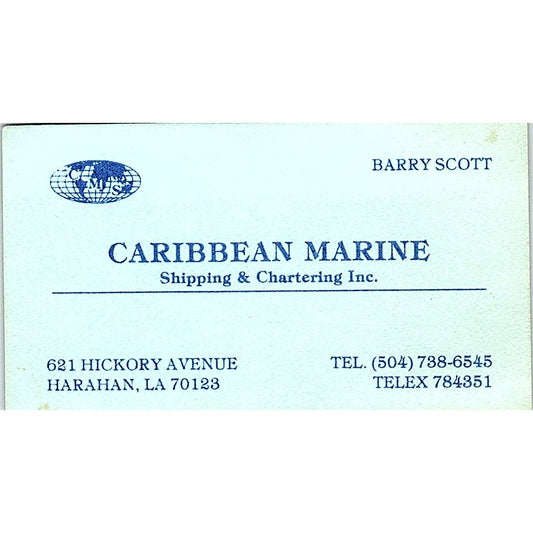 C M S
BARRY SCOTT
CARIBBEAN MARINE
Shipping & Chartering Inc.
621 HICKORY AVENUE
HARAHAN, LA 70123
TEL. (504) 738-6545
TELEX 784351